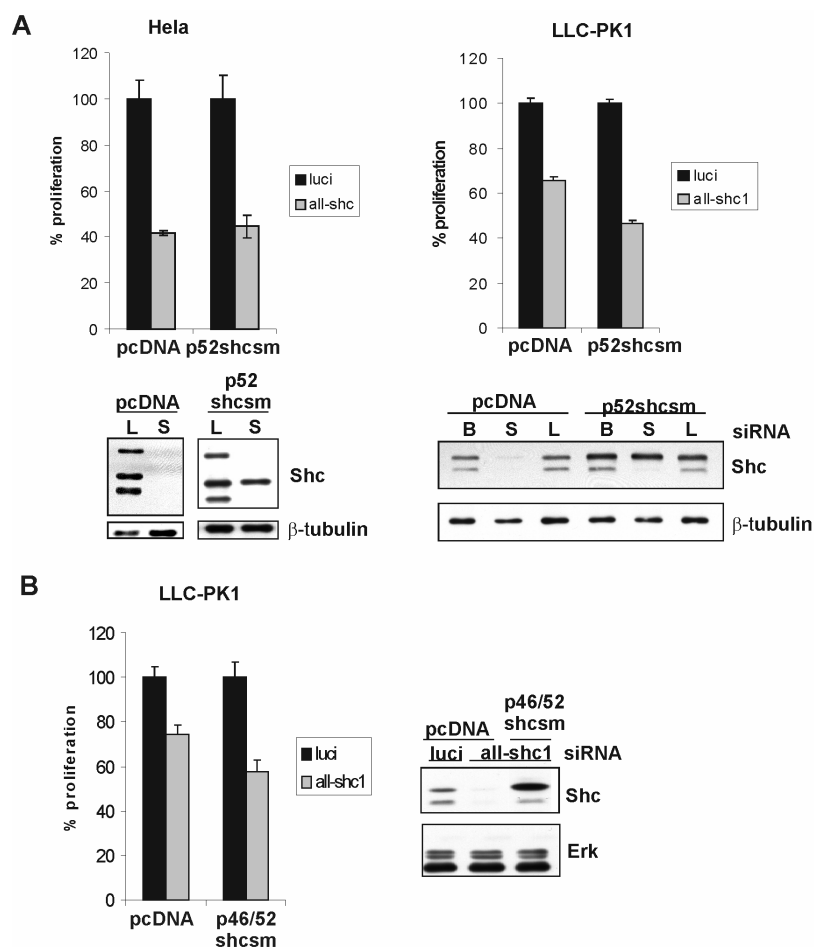 A
Hela
120
100
80
60
40
20
0
% proliferation
luci
all-shc
pcDNA p52shcsm
LLC-PK1
120
100
80
60
40
20
0
% proliferation
luci
all-shc1
pcDNA p52shcsm
pcDNA
p52
shcsm
L S L S
Shc
β-tubulin
pcDNA p52shcsm
B S L B S L siRNA
Shc
β-tubulin
B
LLC-PK1
120
100
80
60
40
20
0
% proliferation
luci
all-shc1
pcDNA p46/52
shcsm
p46/52
pcDNA shcsm
luci all-shc1 siRNA
Shc
Erk